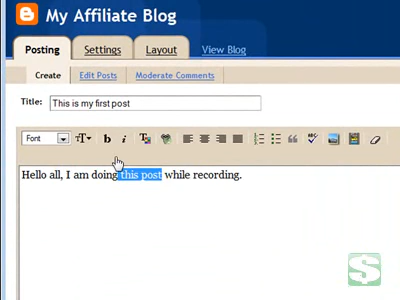 My Affiliate Blog
Posting Settings Layout View Blog
Create Edit Posts Moderate Comments
Title: This is my first post
Font T b i T ABC
Hello all, I am doing this post while recording.
$